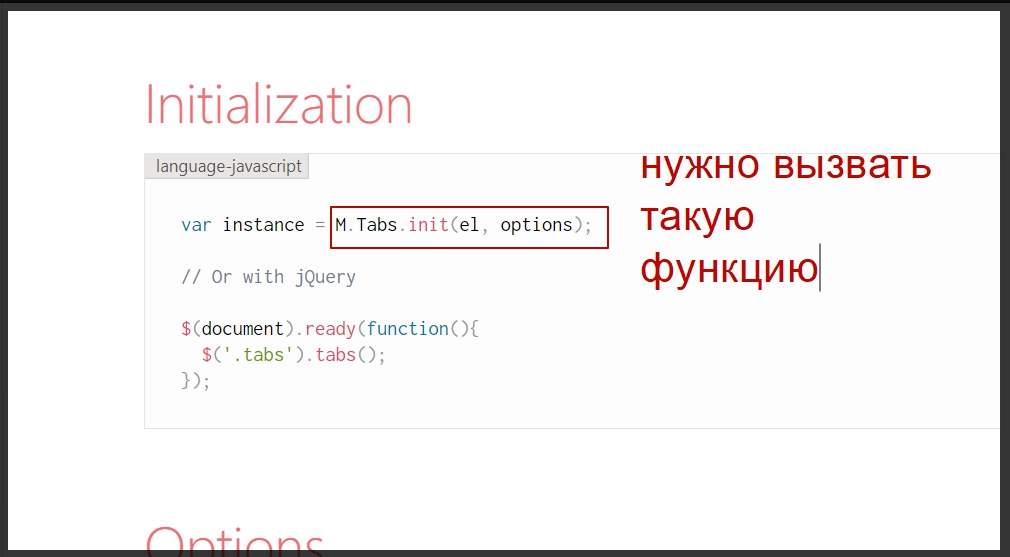 Initialization
language-javascript
нужно вызвать
такую
функцию
var instance = M.Tabs.init(el, options);
// Or with jQuery
$(document).ready(function(){
$('.tabs').tabs();
});
Options